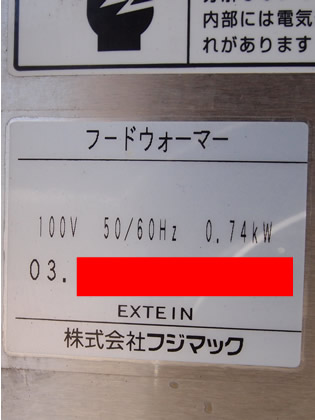 内部には電気
れがあります
フードウォーマー
100V 50/60Hz 0.74kW
03.
EXTEIN
株式会社フジマック